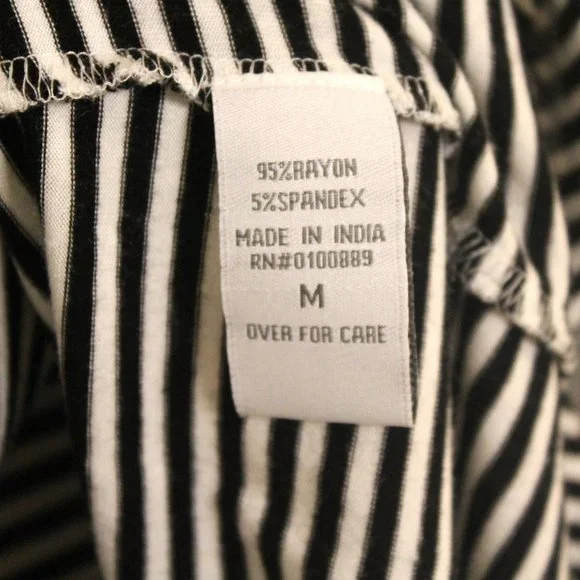 95%RAYON
5%SPANDEX
MADE IN INDIA
RN#0100889
M
OVER FOR CARE